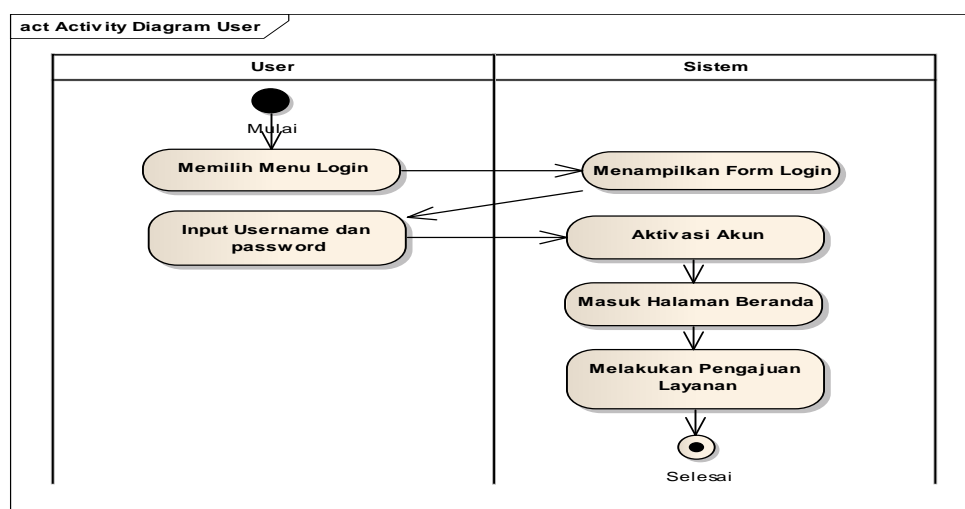 act Activity Diagram User
User
Sistem
Mulai
Memilih Menu Login
Menampilkan Form Login
Input Username dan
password
Aktivasi Akun
Masuk Halaman Beranda
Melakukan Pengajuan
Layanan
Selesai